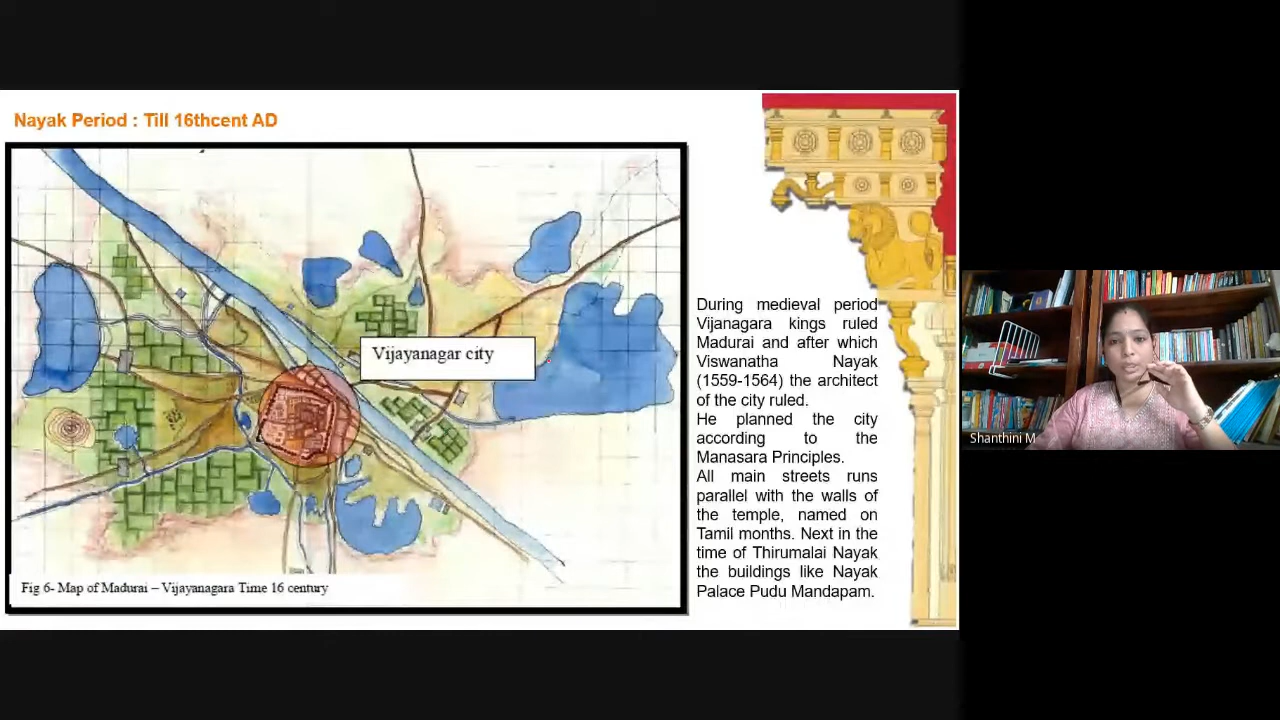 Nayak Period : Till 16thcent AD
Vijayanagar city
Fig 6- Map of Madurai – Vijayanagara Time 16 century
During medieval period
Vijanagara kings ruled
Madurai and after which
Viswanatha Nayak
(1559-1564) the architect
of the city ruled.
He planned the city
according to the
Manasara Principles.
All main streets runs
parallel with the walls of
the temple, named on
Tamil months. Next in the
time of Thirumalai Nayak
the buildings like Nayak
Palace Pudu Mandapam.
Shanthini M